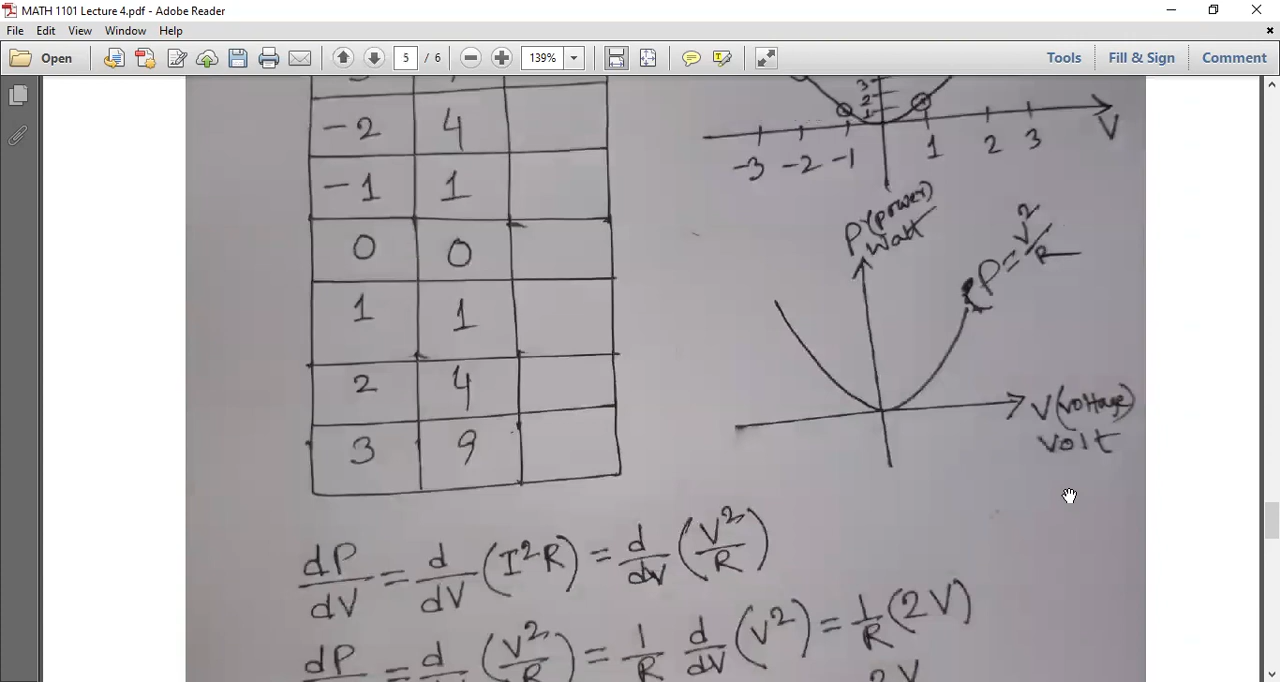 MATH 1101 Lecture 4.pdf - Adobe Reader
File Edit View Window Help
Open 5 / 6 139% Tools Fill & Sign Comment
-2 4
-1 1
0 0
1 1
2 4
3 9
3
2
1
-3 -2 -1 1 2 3 V
P (power)
Watt
P = V²/R
V (voltage)
volt
dP/dV = d/dV (I²R) = d/dV (V²/R)
dP = d (V²/R) = 1/R d/dV (V²) = 1/R (2V)
2V